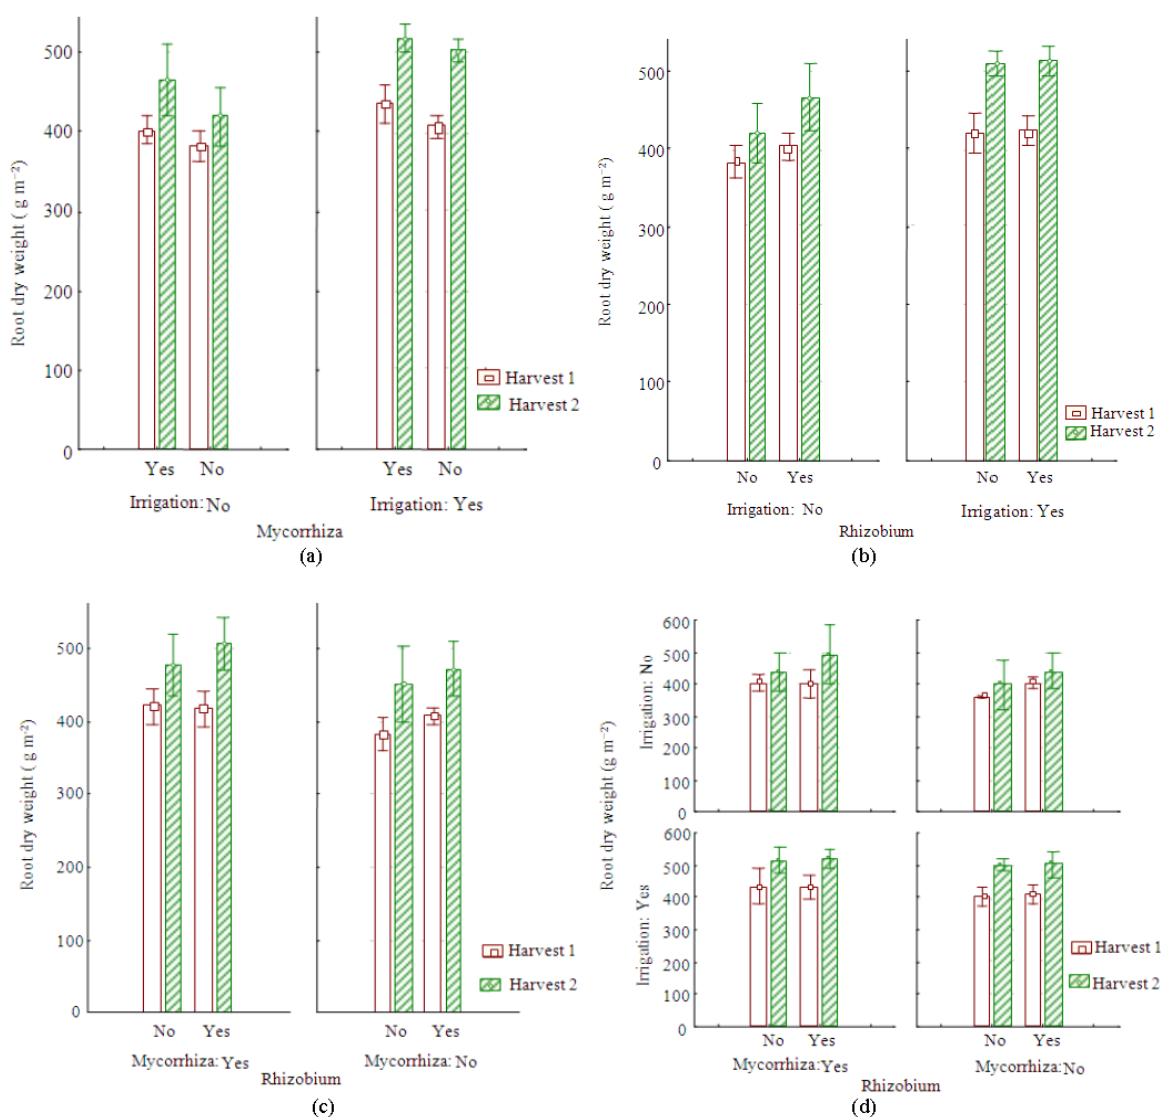 500
400
300
200
100
0
Root dry weight ( g m⁻²)
Yes No Yes No
Irrigation: No Irrigation: Yes
Mycorrhiza
Harvest 1
Harvest 2
(a)
500
400
300
200
100
0
Root dry weight ( g m⁻²)
No Yes No Yes
Irrigation: No Irrigation: Yes
Rhizobium
Harvest 1
Harvest 2
(b)
500
400
300
200
100
0
Root dry weight ( g m⁻²)
No Yes No Yes
Mycorrhiza: Yes Mycorrhiza: No
Rhizobium
Harvest 1
Harvest 2
(c)
Root dry weight (g m⁻²)
Irrigation: No
600
500
400
300
200
100
0
Irrigation: Yes
600
500
400
300
200
100
0
No Yes No Yes
Mycorrhiza: Yes Mycorrhiza: No
Rhizobium
Harvest 1
Harvest 2
(d)